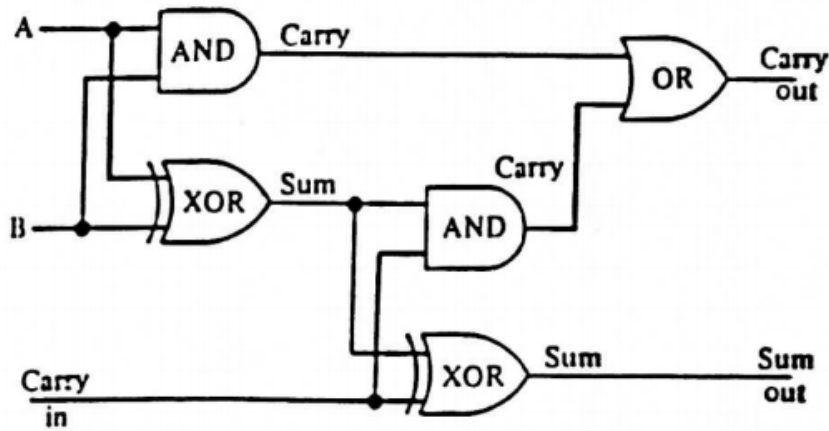 A
AND
Carry
OR
Carry
out
B
XOR
Sum
Carry
AND
Carry
in
XOR
Sum
Sum
out